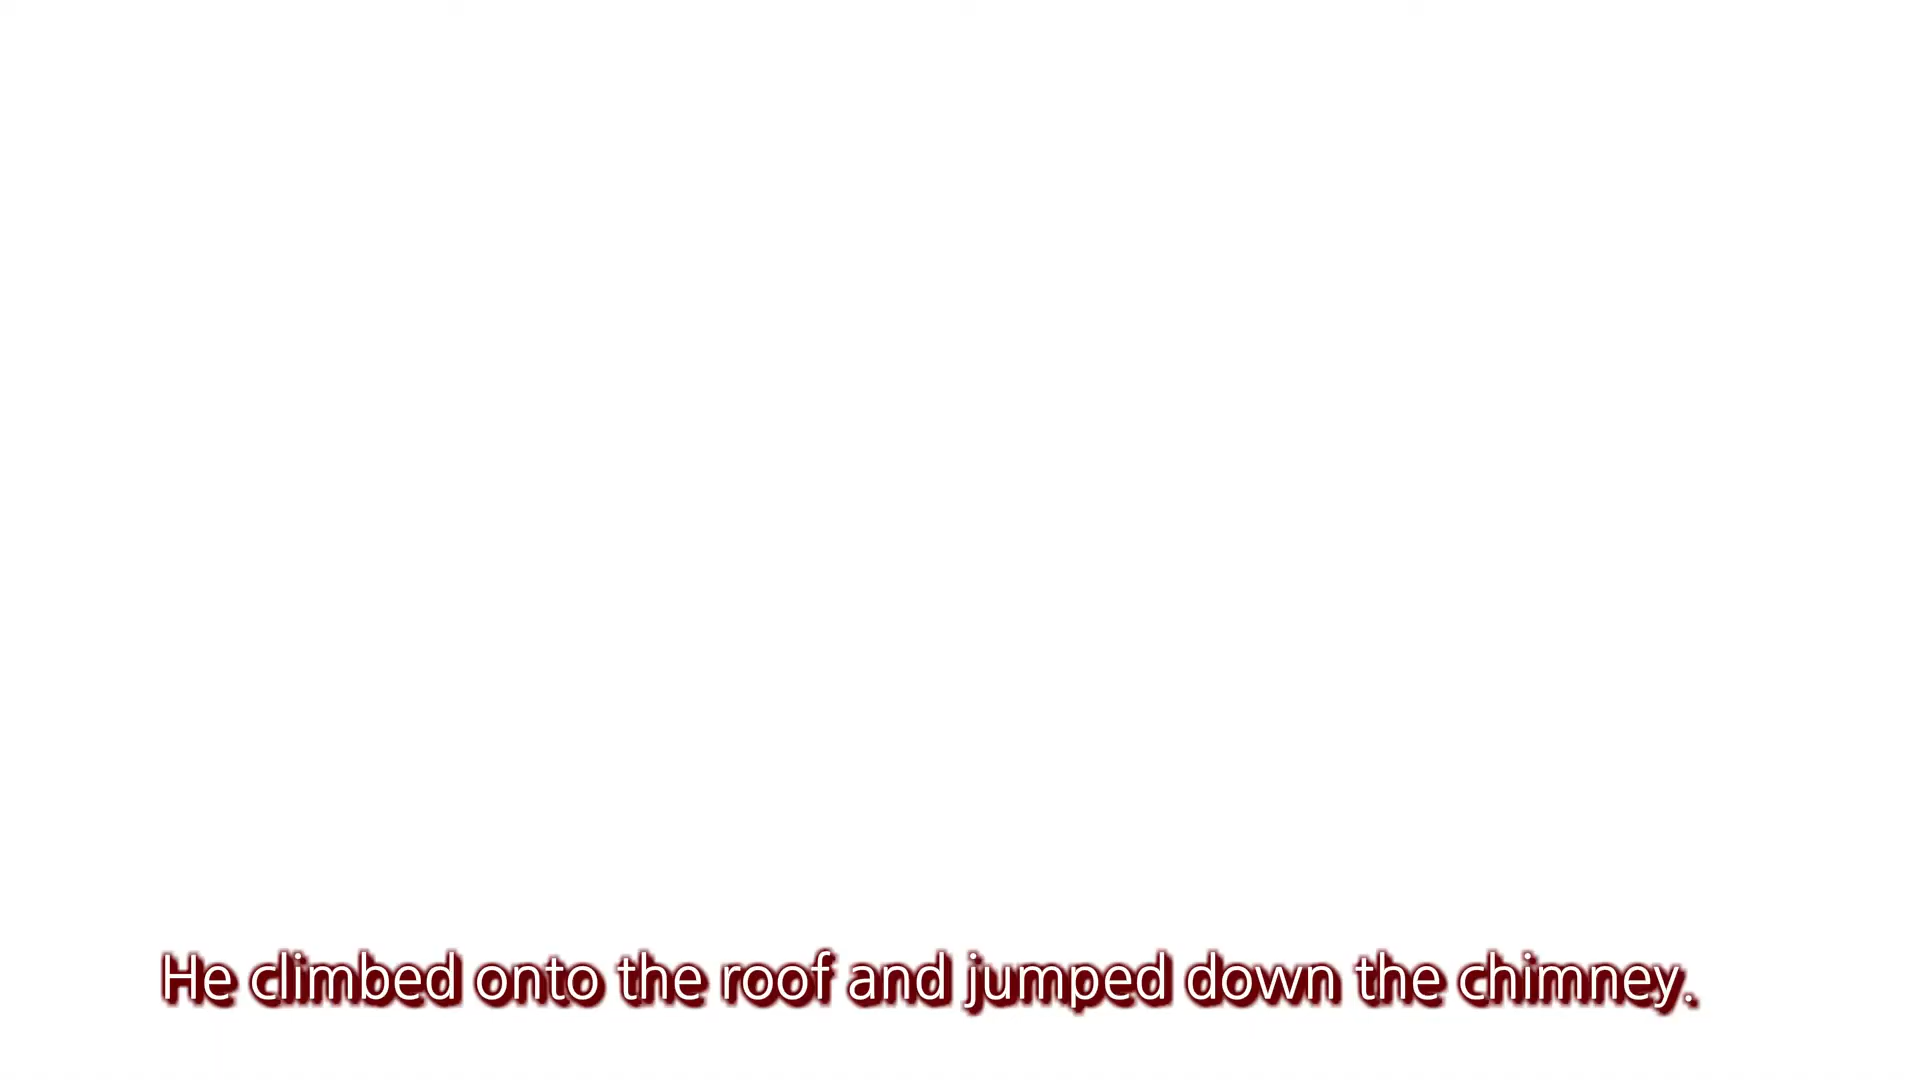 He climbed onto the roof and jumped down the chimney.